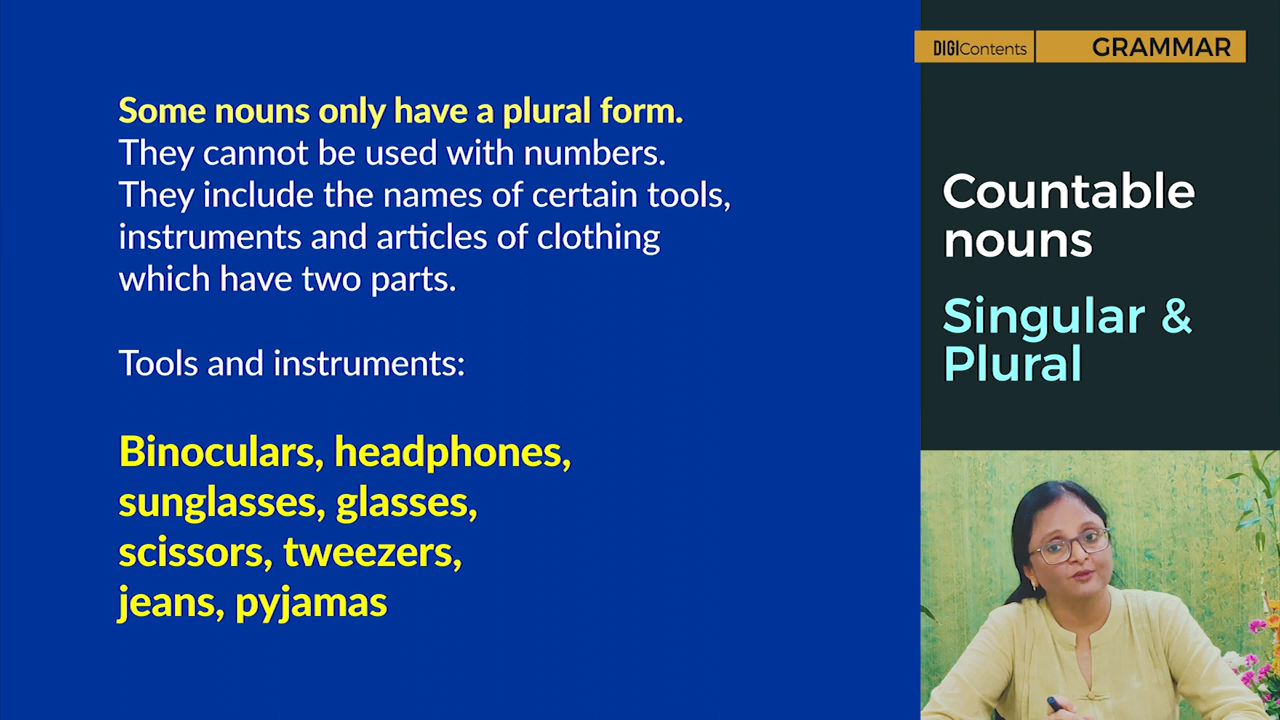 Some nouns only have a plural form.
They cannot be used with numbers.
They include the names of certain tools,
instruments and articles of clothing
which have two parts.
Tools and instruments:
Binoculars, headphones,
sunglasses, glasses,
scissors, tweezers,
jeans, pyjamas
DIGIContents
GRAMMAR
Countable
nouns
Singular &
Plural